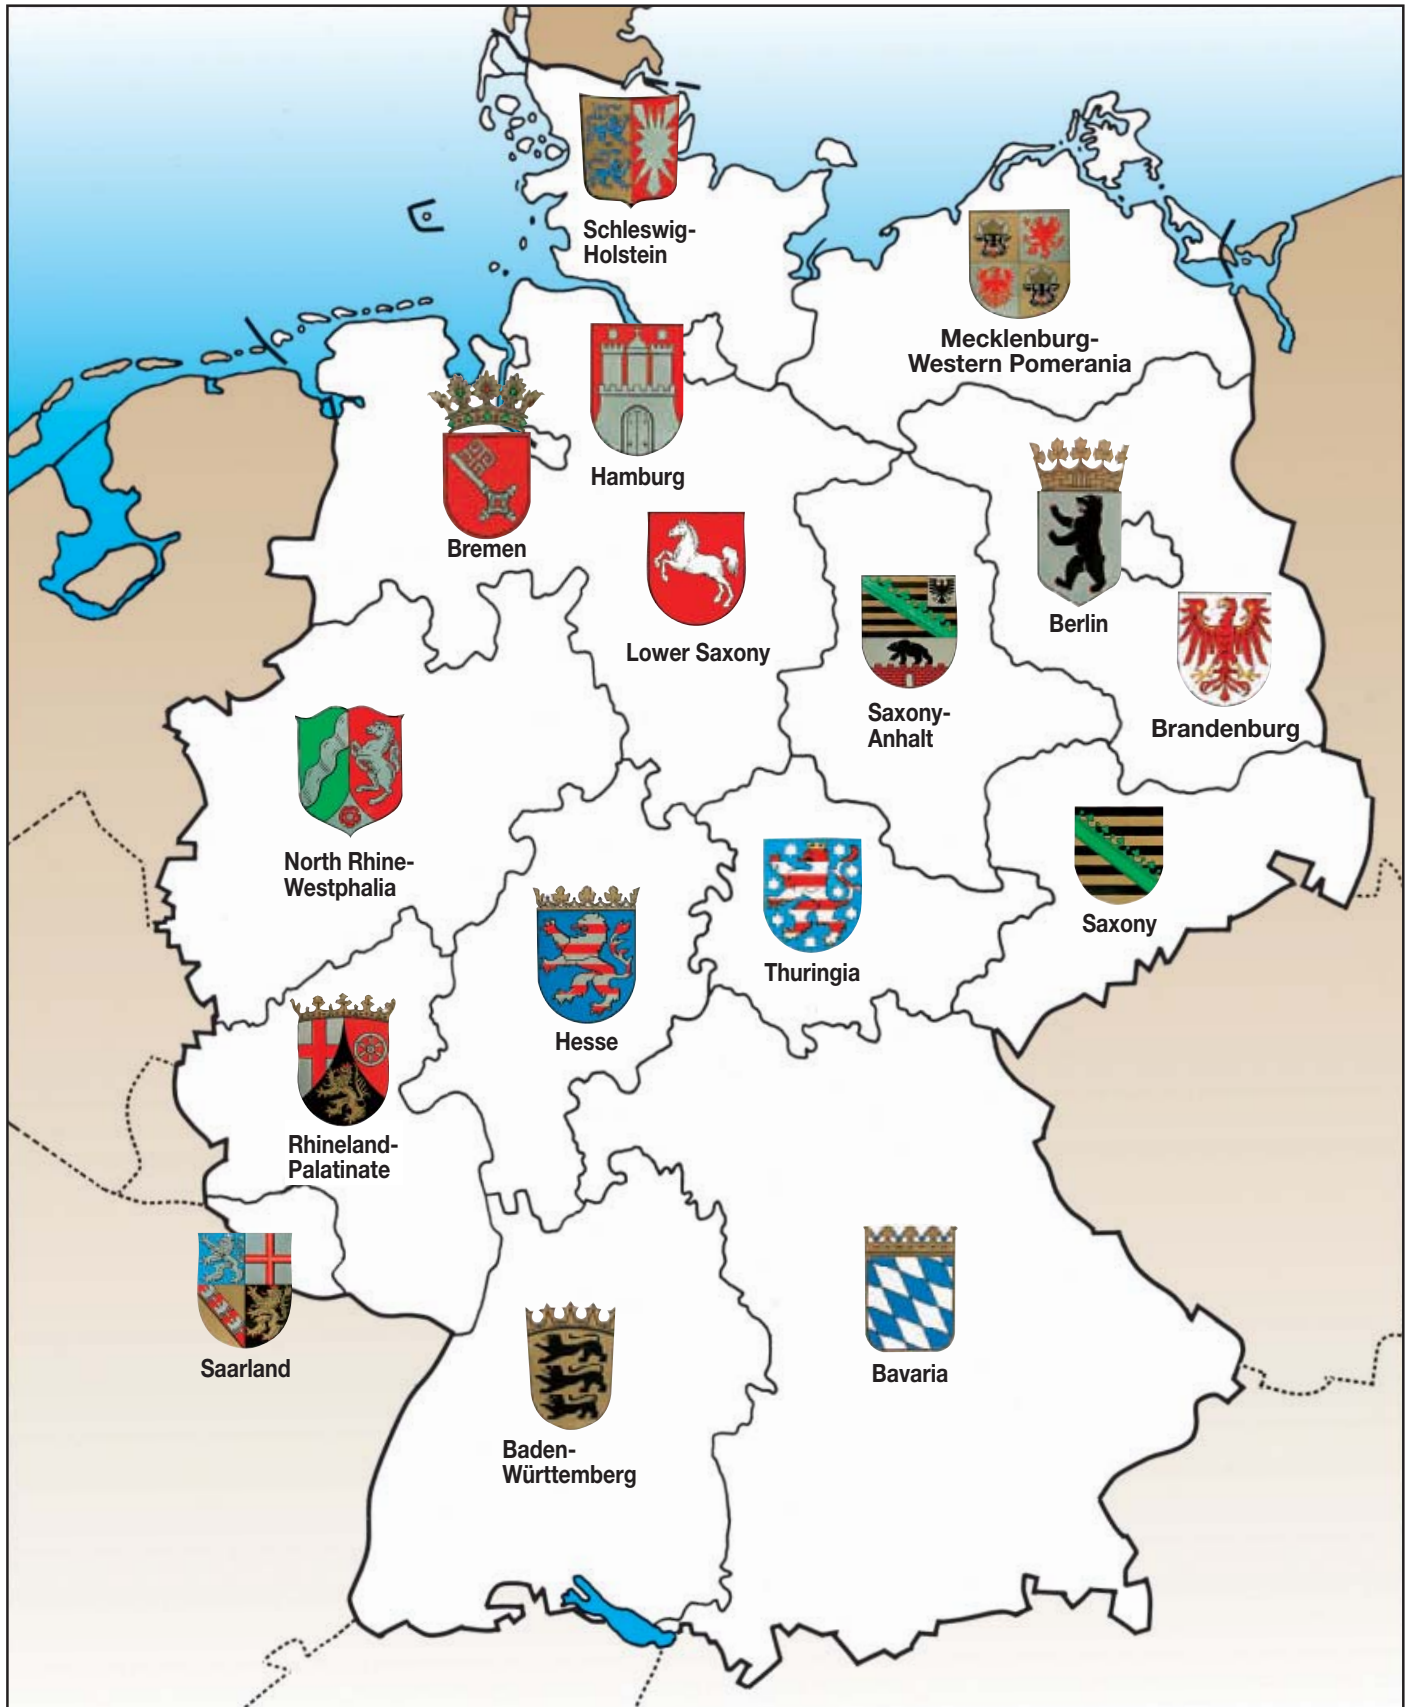 Schleswig-
Holstein
Mecklenburg-
Western Pomerania
Hamburg
Bremen
Lower Saxony
Berlin
Saxony-
Anhalt
Brandenburg
North Rhine-
Westphalia
Saxony
Thuringia
Hesse
Rhineland-
Palatinate
Saarland
Bavaria
Baden-
Württemberg